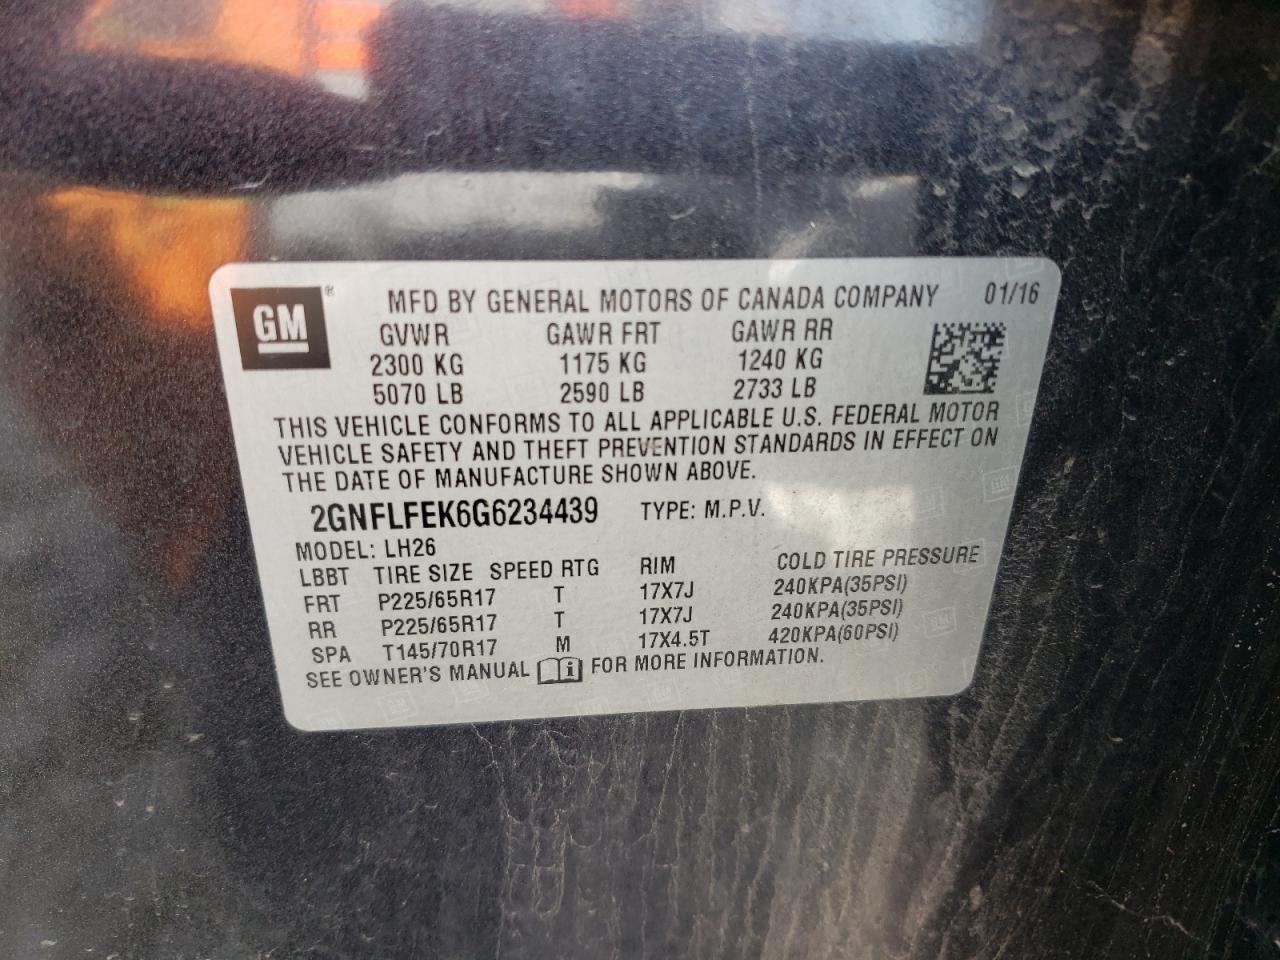 GM ® MFD BY GENERAL MOTORS OF CANADA COMPANY 01/16
GVWR GAWR FRT GAWR RR
2300 KG 1175 KG 1240 KG
5070 LB 2590 LB 2733 LB
THIS VEHICLE CONFORMS TO ALL APPLICABLE U.S. FEDERAL MOTOR
VEHICLE SAFETY AND THEFT PREVENTION STANDARDS IN EFFECT ON
THE DATE OF MANUFACTURE SHOWN ABOVE.
2GNFLFEK6G6234439 TYPE: M.P.V.
MODEL: LH26
LBBT TIRE SIZE SPEED RTG RIM COLD TIRE PRESSURE
FRT P225/65R17 T 17X7J 240KPA(35PSI)
RR P225/65R17 T 17X7J 240KPA(35PSI)
SPA T145/70R17 M 17X4.5T 420KPA(60PSI)
SEE OWNER'S MANUAL FOR MORE INFORMATION.